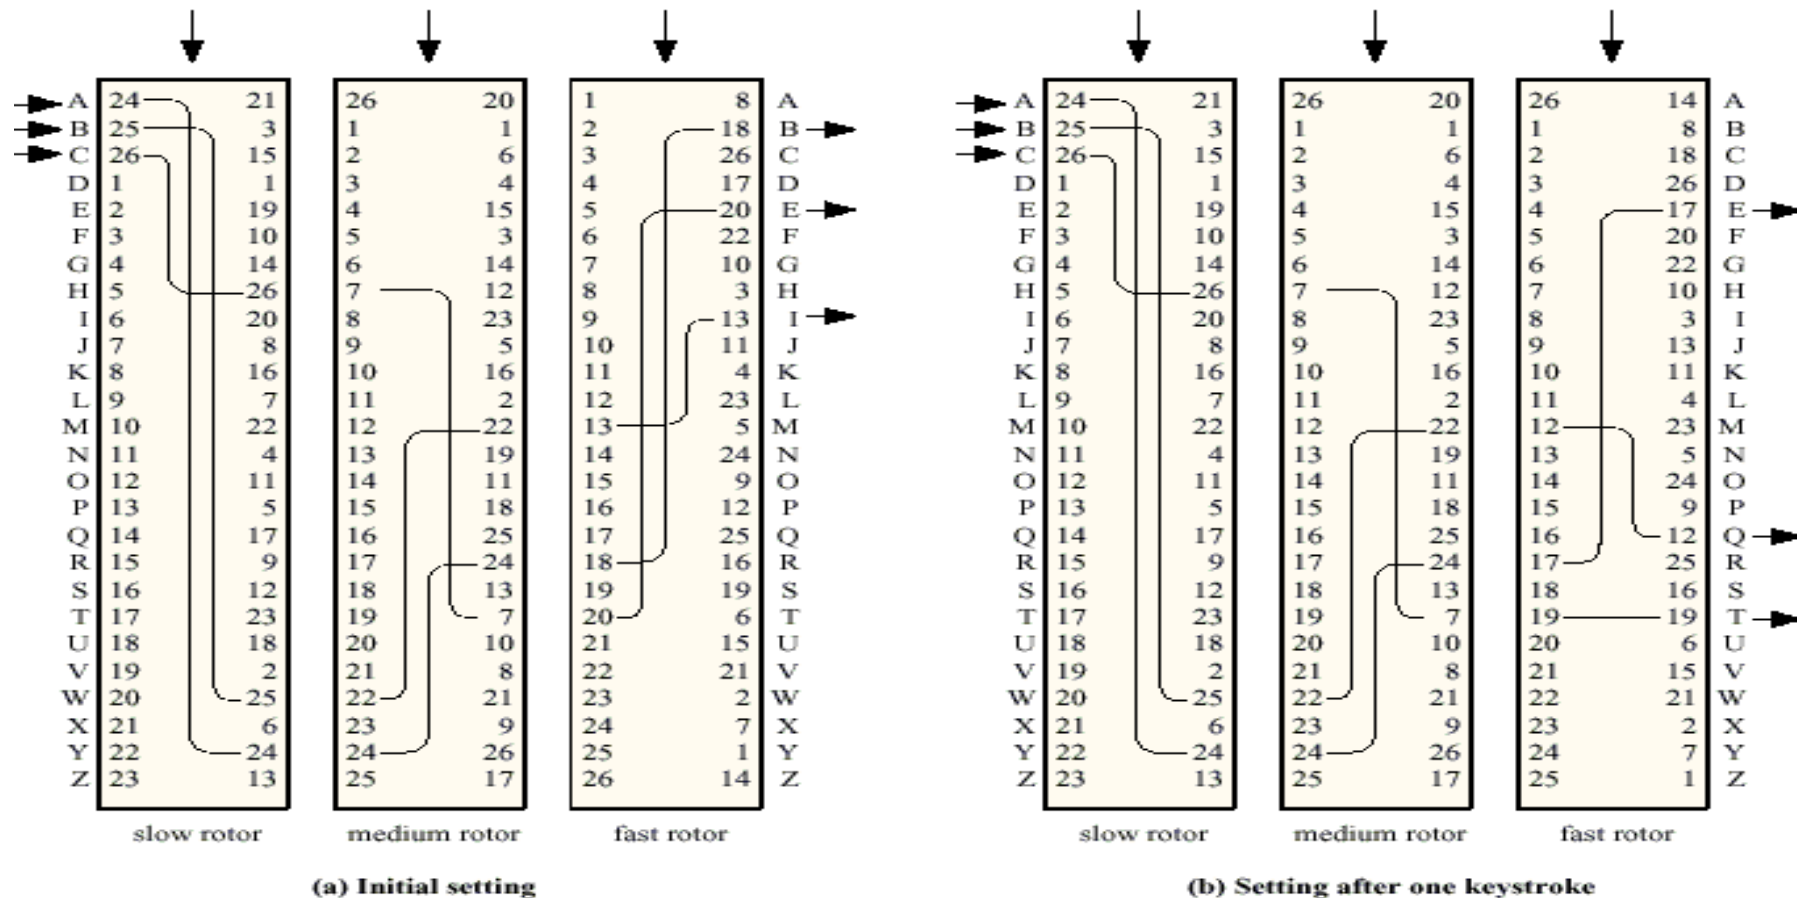 A 24 21 26 20 1 8 A A 24 21 26 20 26 14 A
B 25 3 1 1 2 18 B B 25 3 1 1 1 8 B
C 26 15 2 6 3 26 C C 26 15 2 6 2 18 C
D 1 1 3 4 4 17 D D 1 1 3 4 3 26 D
E 2 19 4 15 5 20 E E 2 19 4 15 4 17 E
F 3 10 5 3 6 22 F F 3 10 5 3 5 20 F
G 4 14 6 14 7 10 G G 4 14 6 14 6 22 G
H 5 26 7 12 8 3 H H 5 26 7 12 7 10 H
I 6 20 8 23 9 13 I I 6 20 8 23 8 3 I
J 7 8 9 5 10 11 J J 7 8 9 5 9 13 J
K 8 16 10 16 11 4 K K 8 16 10 16 10 11 K
L 9 7 11 2 12 23 L L 9 7 11 2 11 4 L
M 10 22 12 22 13 5 M M 10 22 12 22 12 23 M
N 11 4 13 19 14 24 N N 11 4 13 19 13 5 N
O 12 11 14 11 15 9 O O 12 11 14 11 14 24 O
P 13 5 15 18 16 12 P P 13 5 15 18 15 9 P
Q 14 17 16 25 17 25 Q Q 14 17 16 25 16 12 Q
R 15 9 17 24 18 16 R R 15 9 17 24 17 25 R
S 16 12 18 13 19 19 S S 16 12 18 13 18 16 S
T 17 23 19 7 20 6 T T 17 23 19 7 19 19 T
U 18 18 20 10 21 15 U U 18 18 20 10 20 6 U
V 19 2 21 8 22 21 V V 19 2 21 8 21 15 V
W 20 25 22 21 23 2 W W 20 25 22 21 22 21 W
X 21 6 23 9 24 7 X X 21 6 23 9 23 2 X
Y 22 24 24 26 25 1 Y Y 22 24 24 26 24 7 Y
Z 23 13 25 17 26 14 Z Z 23 13 25 17 25 1 Z
slow rotor medium rotor fast rotor slow rotor medium rotor fast rotor
(a) Initial setting (b) Setting after one keystroke